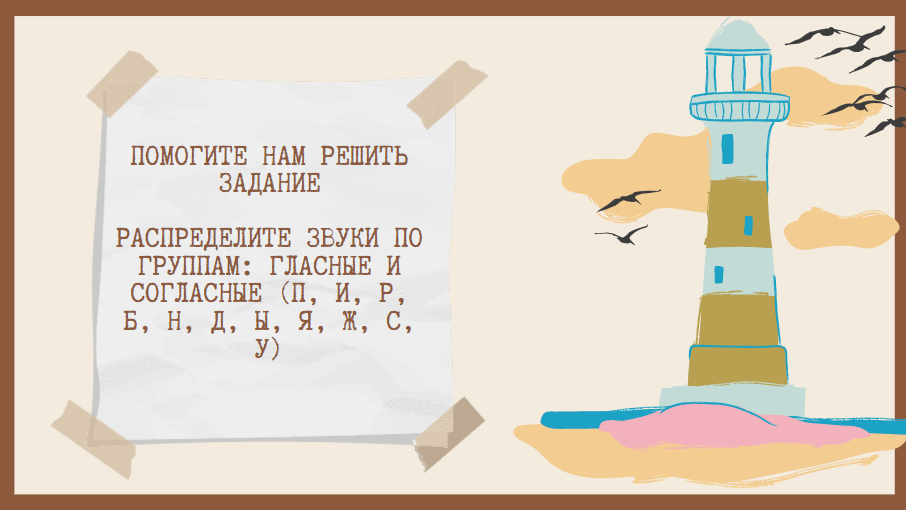 ПОМОГИТЕ НАМ РЕШИТЬ
ЗАДАНИЕ
РАСПРЕДЕЛИТЕ ЗВУКИ ПО
ГРУППАМ: ГЛАСНЫЕ И
СОГЛАСНЫЕ (П, И, Р,
Б, Н, Д, Ы, Я, Ж, С,
У)